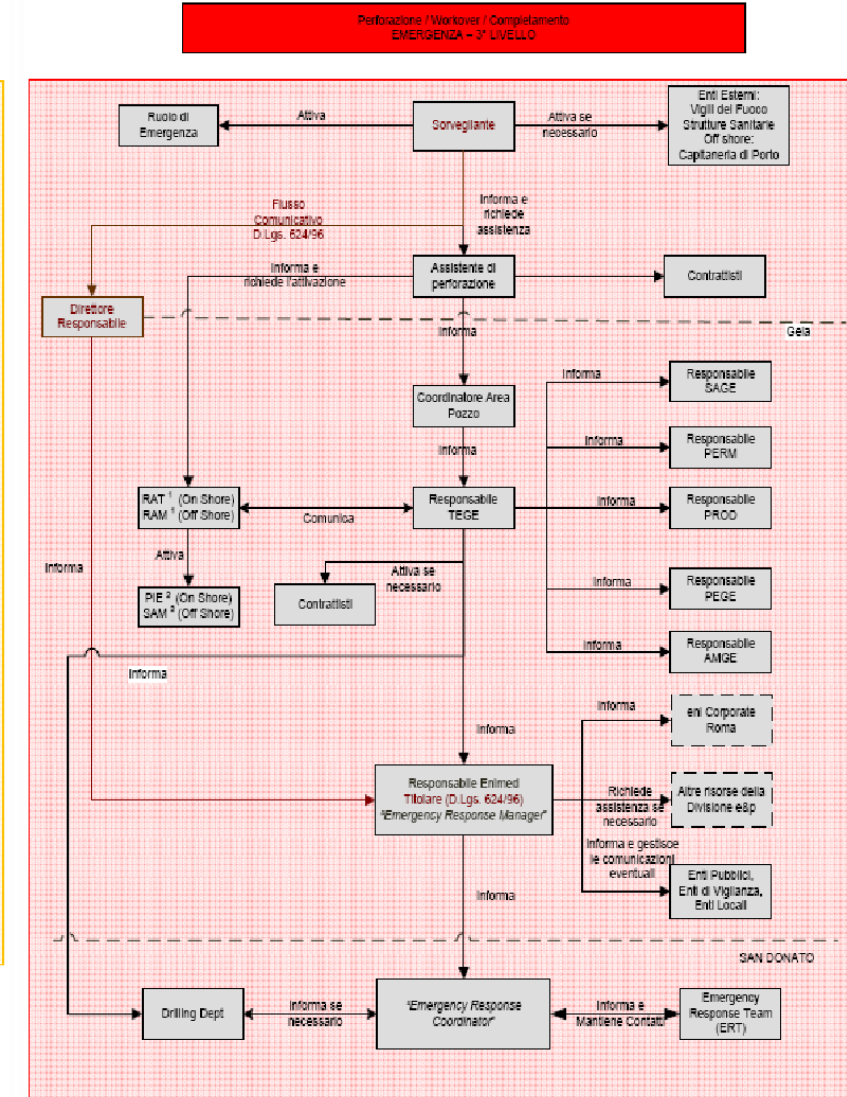 Perforazione / Workover / Completamento
EMERGENZA – 3° LIVELLO
Ruolo di
Emergenza
Attiva
Sorvegliante
Attiva se
necessario
Enti Esterni:
Vigili del Fuoco
Strutture Sanitarie
Off shore:
Capitaneria di Porto
Flusso
Comunicativo
D.Lgs. 624/96
Informa e
richiede
assistenza
Informa e
richiede l'attivazione
Assistente di
perforazione
Contrattisti
Direttore
Responsabile
Informa
Gela
Coordinatore Area
Pozzo
Informa
Responsabile
SAGE
Informa
Informa
Responsabile
PERM
RAT 1 (On Shore)
RAM 1 (Off Shore)
Comunica
Responsabile
TEGE
Informa
Responsabile
PROD
Attiva
Informa
PIE 2 (On Shore)
SAM 2 (Off Shore)
Contrattisti
Attiva se
necessario
Informa
Responsabile
PEGE
Informa
Responsabile
AMGE
Informa
Informa
Informa
eni Corporate
Roma
Responsabile Enimed
Titolare (D.Lgs. 624/96)
"Emergency Response Manager"
Richiede
assistenza se
necessario
Altre risorse della
Divisione e&p
Informa e gestisce
le comunicazioni
eventuali
Enti Pubblici,
Enti di Vigilanza,
Enti Locali
Informa
SAN DONATO
Drilling Dept
Informa se
necessario
"Emergency Response
Coordinator"
Informa e
Mantiene Contatti
Emergency
Response Team
(ERT)